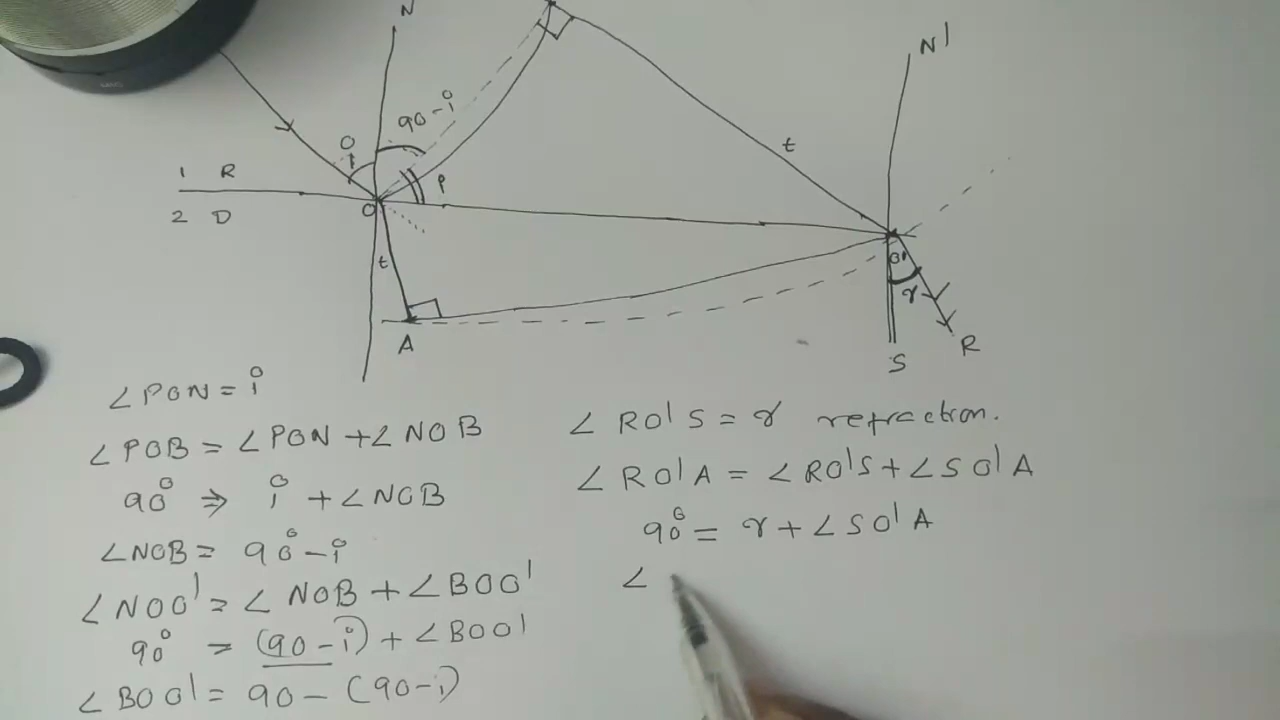 N
N'
90-i
i
t
1 R
P
2 D
O
t
O'
r
A
S
R
∠PON = i
∠POB = ∠PON + ∠NOB
90° ⇒ i + ∠NOB
∠NOB = 90° - i
∠NOO' = ∠NOB + ∠BOO'
90° = (90 - i) + ∠BOO'
∠BOO' = 90 - (90-i)
∠RO'S = r refraction.
∠RO'A = ∠RO'S + ∠SO'A
90° = r + ∠SO'A
∠